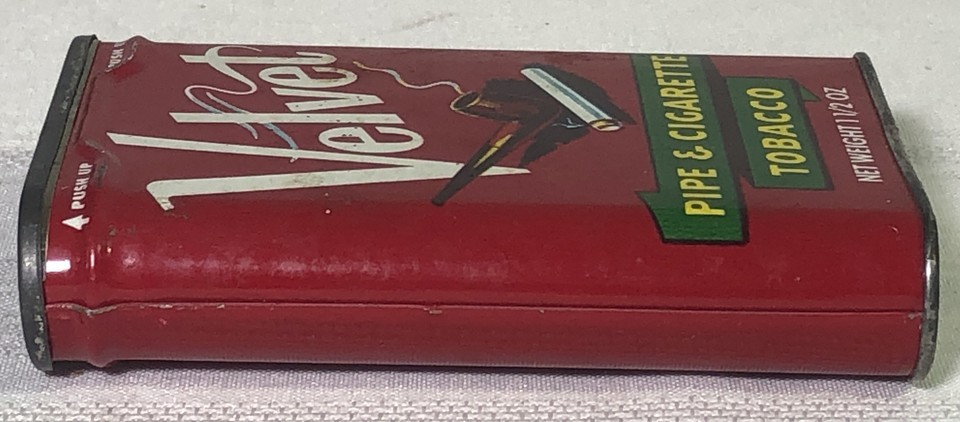 PUSH UP
Velvet
PIPE & CIGARETTE
TOBACCO
NET WEIGHT 1 1/2 OZ